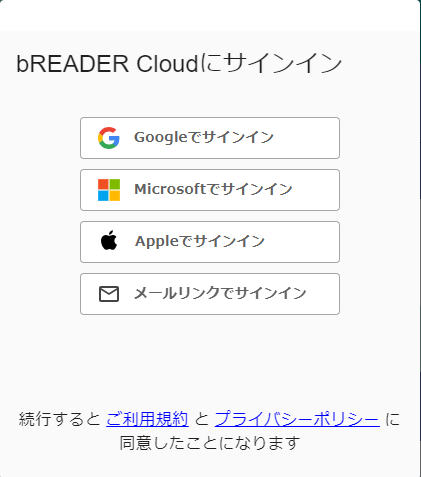 bREADER Cloudにサインイン
Googleでサインイン
Microsoftでサインイン
Appleでサインイン
メールリンクでサインイン
続行すると ご利用規約 と プライバシーポリシー に
同意したことになります